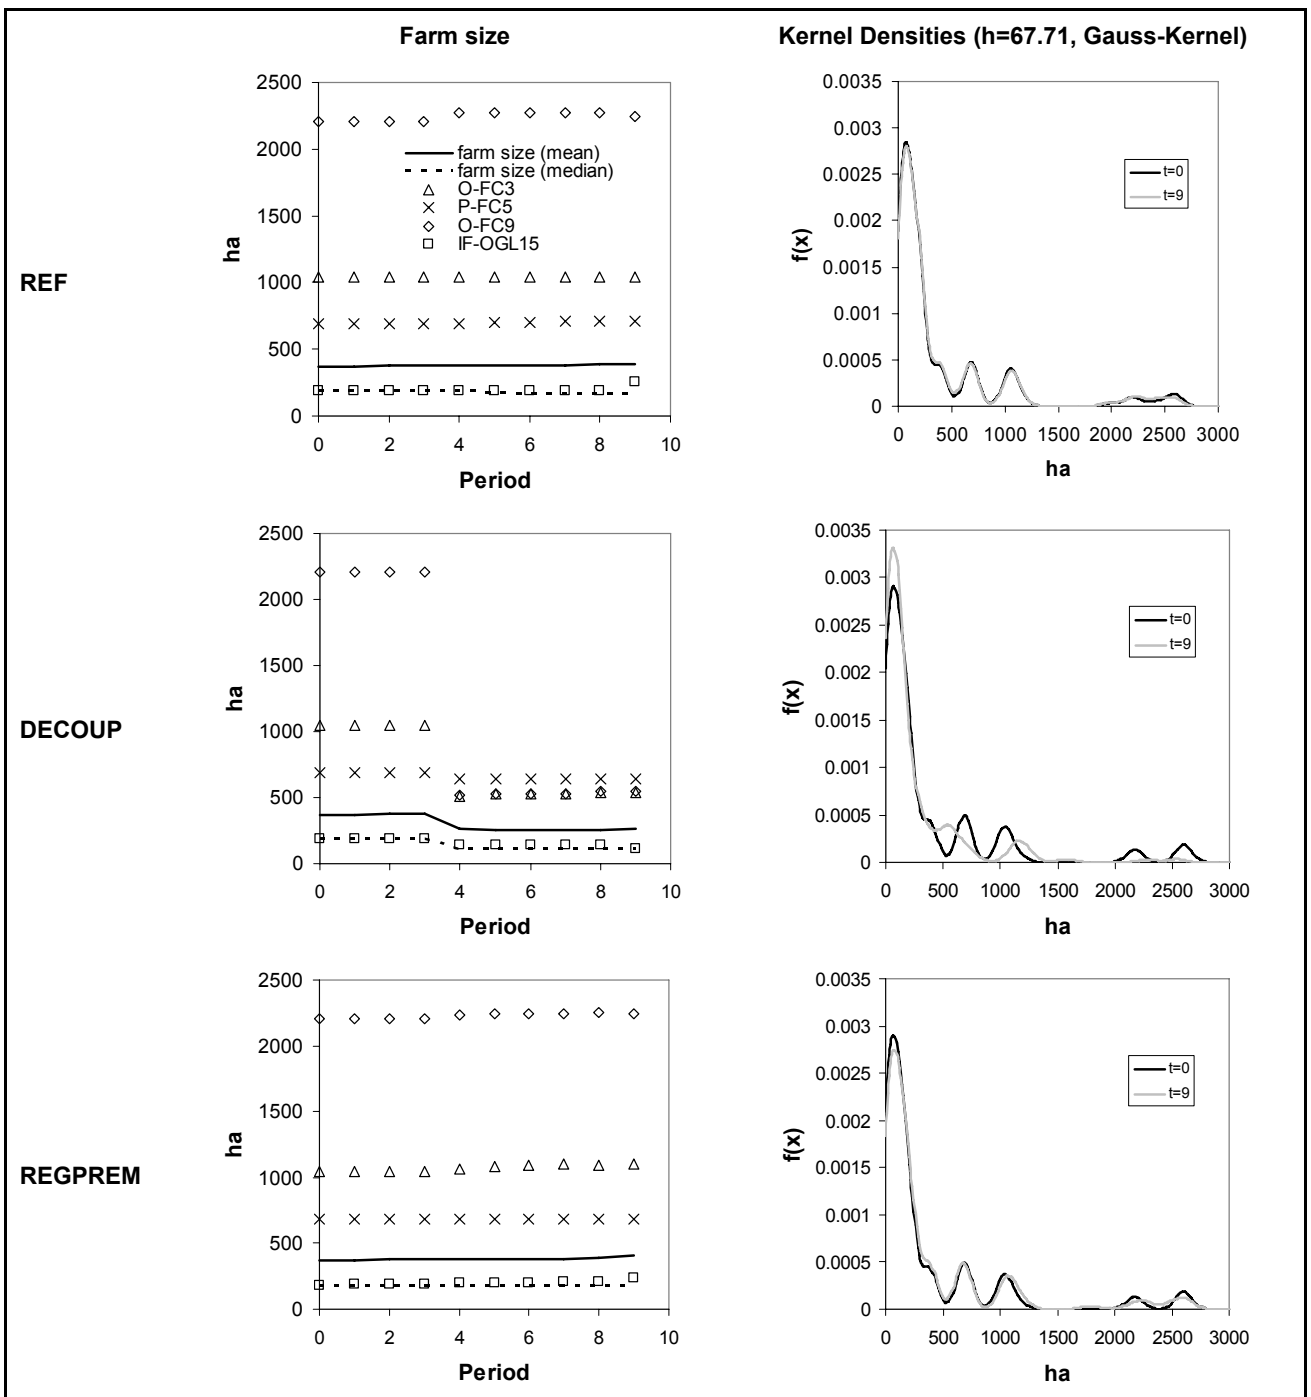 Farm size
Kernel Densities (h=67.71, Gauss-Kernel)
REF
2500
2000
1500
1000
500
0
ha
farm size (mean)
farm size (median)
O-FC3
P-FC5
O-FC9
IF-OGL15
0 2 4 6 8 10
Period
0.0035
0.003
0.0025
0.002
0.0015
0.001
0.0005
0
f(x)
t=0
t=9
0 500 1000 1500 2000 2500 3000
ha
DECOUP
2500
2000
1500
1000
500
0
ha
0 2 4 6 8 10
Period
0.0035
0.003
0.0025
0.002
0.0015
0.001
0.0005
0
f(x)
t=0
t=9
0 500 1000 1500 2000 2500 3000
ha
REGPREM
2500
2000
1500
1000
500
0
ha
0 2 4 6 8 10
Period
0.0035
0.003
0.0025
0.002
0.0015
0.001
0.0005
0
f(x)
t=0
t=9
0 500 1000 1500 2000 2500 3000
ha